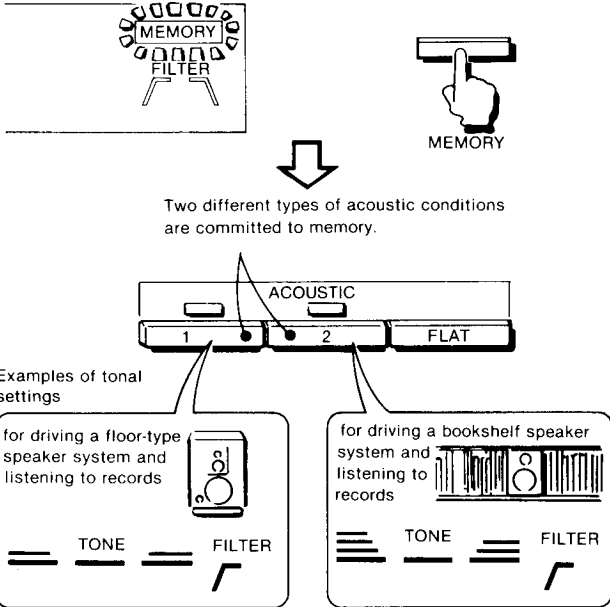 MEMORY
FILTER
MEMORY
Two different types of acoustic conditions
are committed to memory.
ACOUSTIC
1
2
FLAT
Examples of tonal
settings
for driving a floor-type
speaker system and
listening to records
TONE
FILTER
for driving a bookshelf speaker
system and
listening to
records
TONE
FILTER